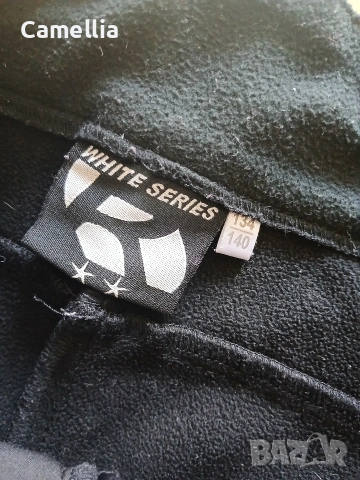 Camellia
WHITE SERIES
134
140
BAZAR